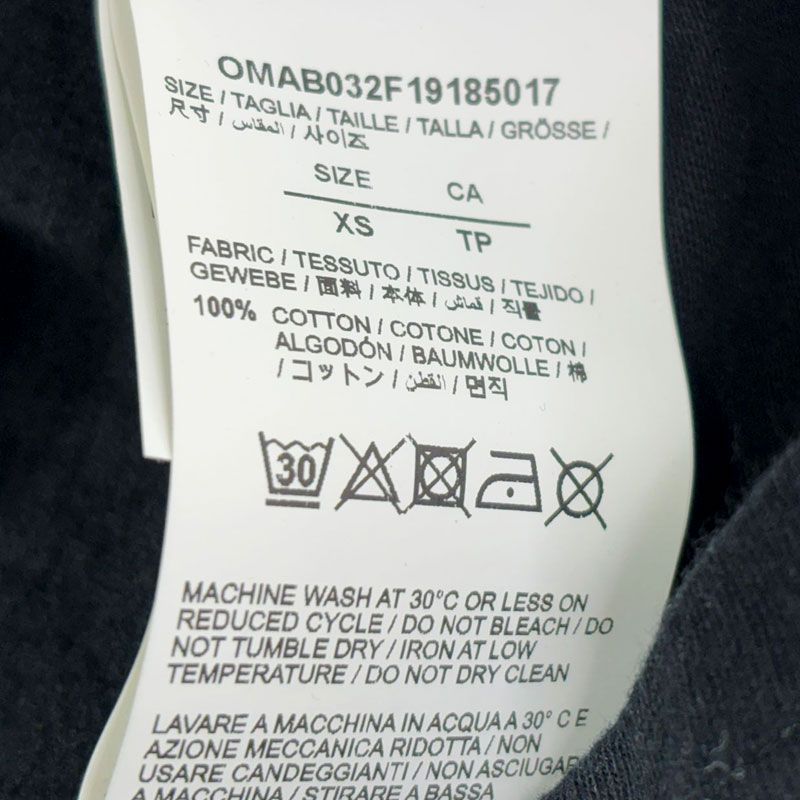 OMAB032F19185017
SIZE / TAGLIA / TAILLE / TALLA / GRÖSSE /
尺寸 / المقاس / 사이즈
SIZE CA
XS TP
FABRIC / TESSUTO / TISSUS / TEJIDO /
GEWEBE / 面料 / 本体 / قماش / 직물
100% COTTON / COTONE / COTON /
ALGODÓN / BAUMWOLLE / 棉
/ コットン / القطن / 면직
30
MACHINE WASH AT 30°C OR LESS ON
REDUCED CYCLE / DO NOT BLEACH / DO
NOT TUMBLE DRY / IRON AT LOW
TEMPERATURE / DO NOT DRY CLEAN
LAVARE A MACCHINA IN ACQUA A 30° C E
AZIONE MECCANICA RIDOTTA / NON
USARE CANDEGGIANTI / NON ASCIUGAR
A MACCHINA / STIRARE A BASSA